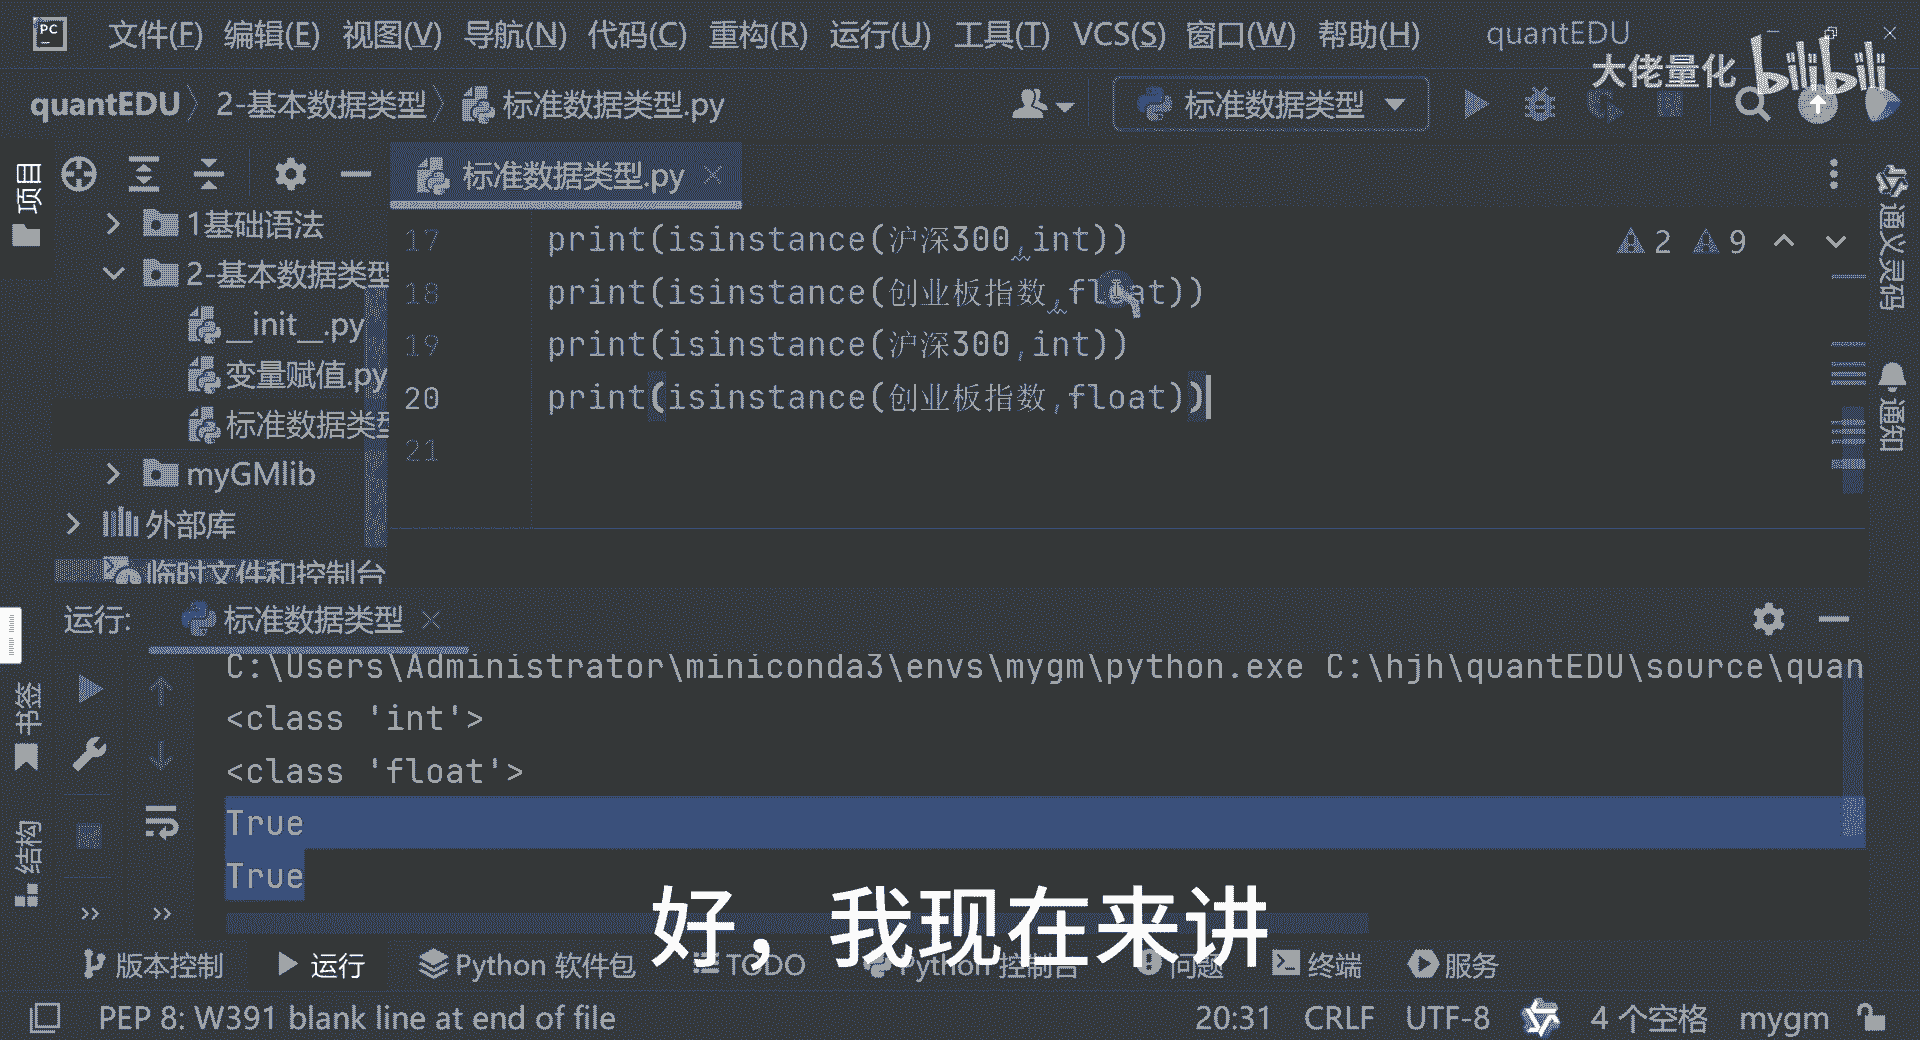 文件(F) 编辑(E) 视图(V) 导航(N) 代码(C) 重构(R) 运行(U) 工具(T) VCS(S) 窗口(W) 帮助(H) quantEDU
大佬量化 bilibili
quantEDU 2-基本数据类型 标准数据类型.py
标准数据类型
项目
标准数据类型.py
1基础语法
2-基本数据类型
__init__.py
变量赋值.py
标准数据类型
myGMlib
外部库
临时文件和控制台
17 print(isinstance(沪深300,int))
18 print(isinstance(创业板指数,float))
19 print(isinstance(沪深300,int))
20 print(isinstance(创业板指数,float))
21
2 9
通义灵码
通知
运行: 标准数据类型
C:\Users\Administrator\miniconda3\envs\mygm\python.exe C:\hjh\quantEDU\source\quan
<class 'int'>
<class 'float'>
True
True
书签
结构
好，我现在来讲
版本控制 运行 Python 软件包 TODO Python 控制台 问题 终端 服务
PEP 8: W391 blank line at end of file
20:31 CRLF UTF-8 4 个空格 mygm